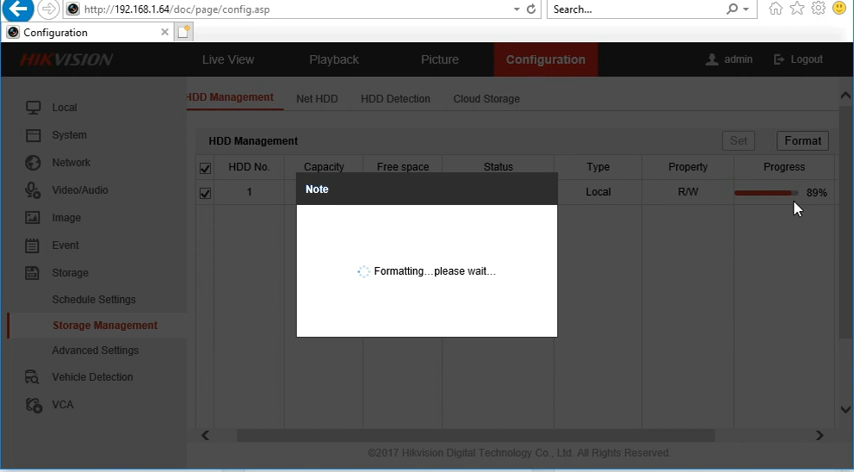 http://192.168.1.64/doc/page/config.asp
Search...
Configuration
HIKVISION Live View Playback Picture Configuration admin Logout
Local
System
Network
Video/Audio
Image
Event
Storage
Schedule Settings
Storage Management
Advanced Settings
Vehicle Detection
VCA
HDD Management Net HDD HDD Detection Cloud Storage
HDD Management Set Format
HDD No. Capacity Free space Status Type Property Progress
1 Local R/W 89%
Note
Formatting...please wait...
©2017 Hikvision Digital Technology Co., Ltd. All Rights Reserved.